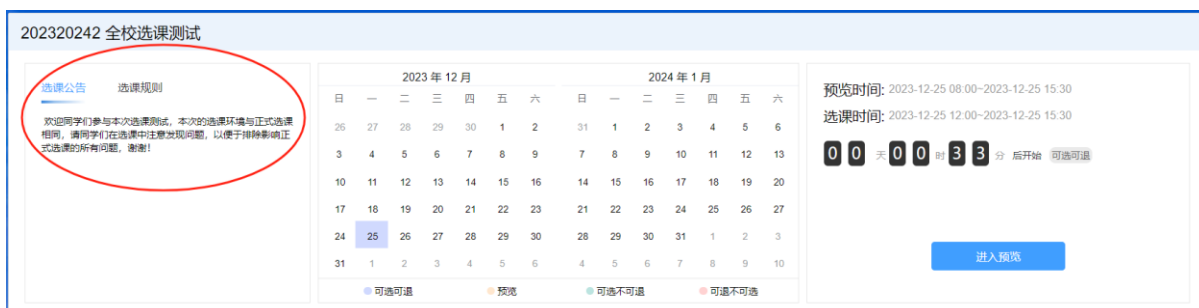 202320242 全校选课测试
选课公告 选课规则
欢迎同学们参与本次选课测试，本次的选课环境与正式选课
相同，请同学们在选课中注意发现问题，以便于排除影响正
式选课的所有问题，谢谢！
2023 年 12 月
日 一 二 三 四 五 六
26 27 28 29 30 1 2
3 4 5 6 7 8 9
10 11 12 13 14 15 16
17 18 19 20 21 22 23
24 25 26 27 28 29 30
31 1 2 3 4 5 6
2024 年 1 月
日 一 二 三 四 五 六
31 1 2 3 4 5 6
7 8 9 10 11 12 13
14 15 16 17 18 19 20
21 22 23 24 25 26 27
28 29 30 31 1 2 3
4 5 6 7 8 9 10
可选可退 预览 可选不可退 可退不可选
预览时间: 2023-12-25 08:00~2023-12-25 15:30
选课时间: 2023-12-25 12:00~2023-12-25 15:30
0 0 天 0 0 时 3 3 分 后开始 可选可退
进入预览